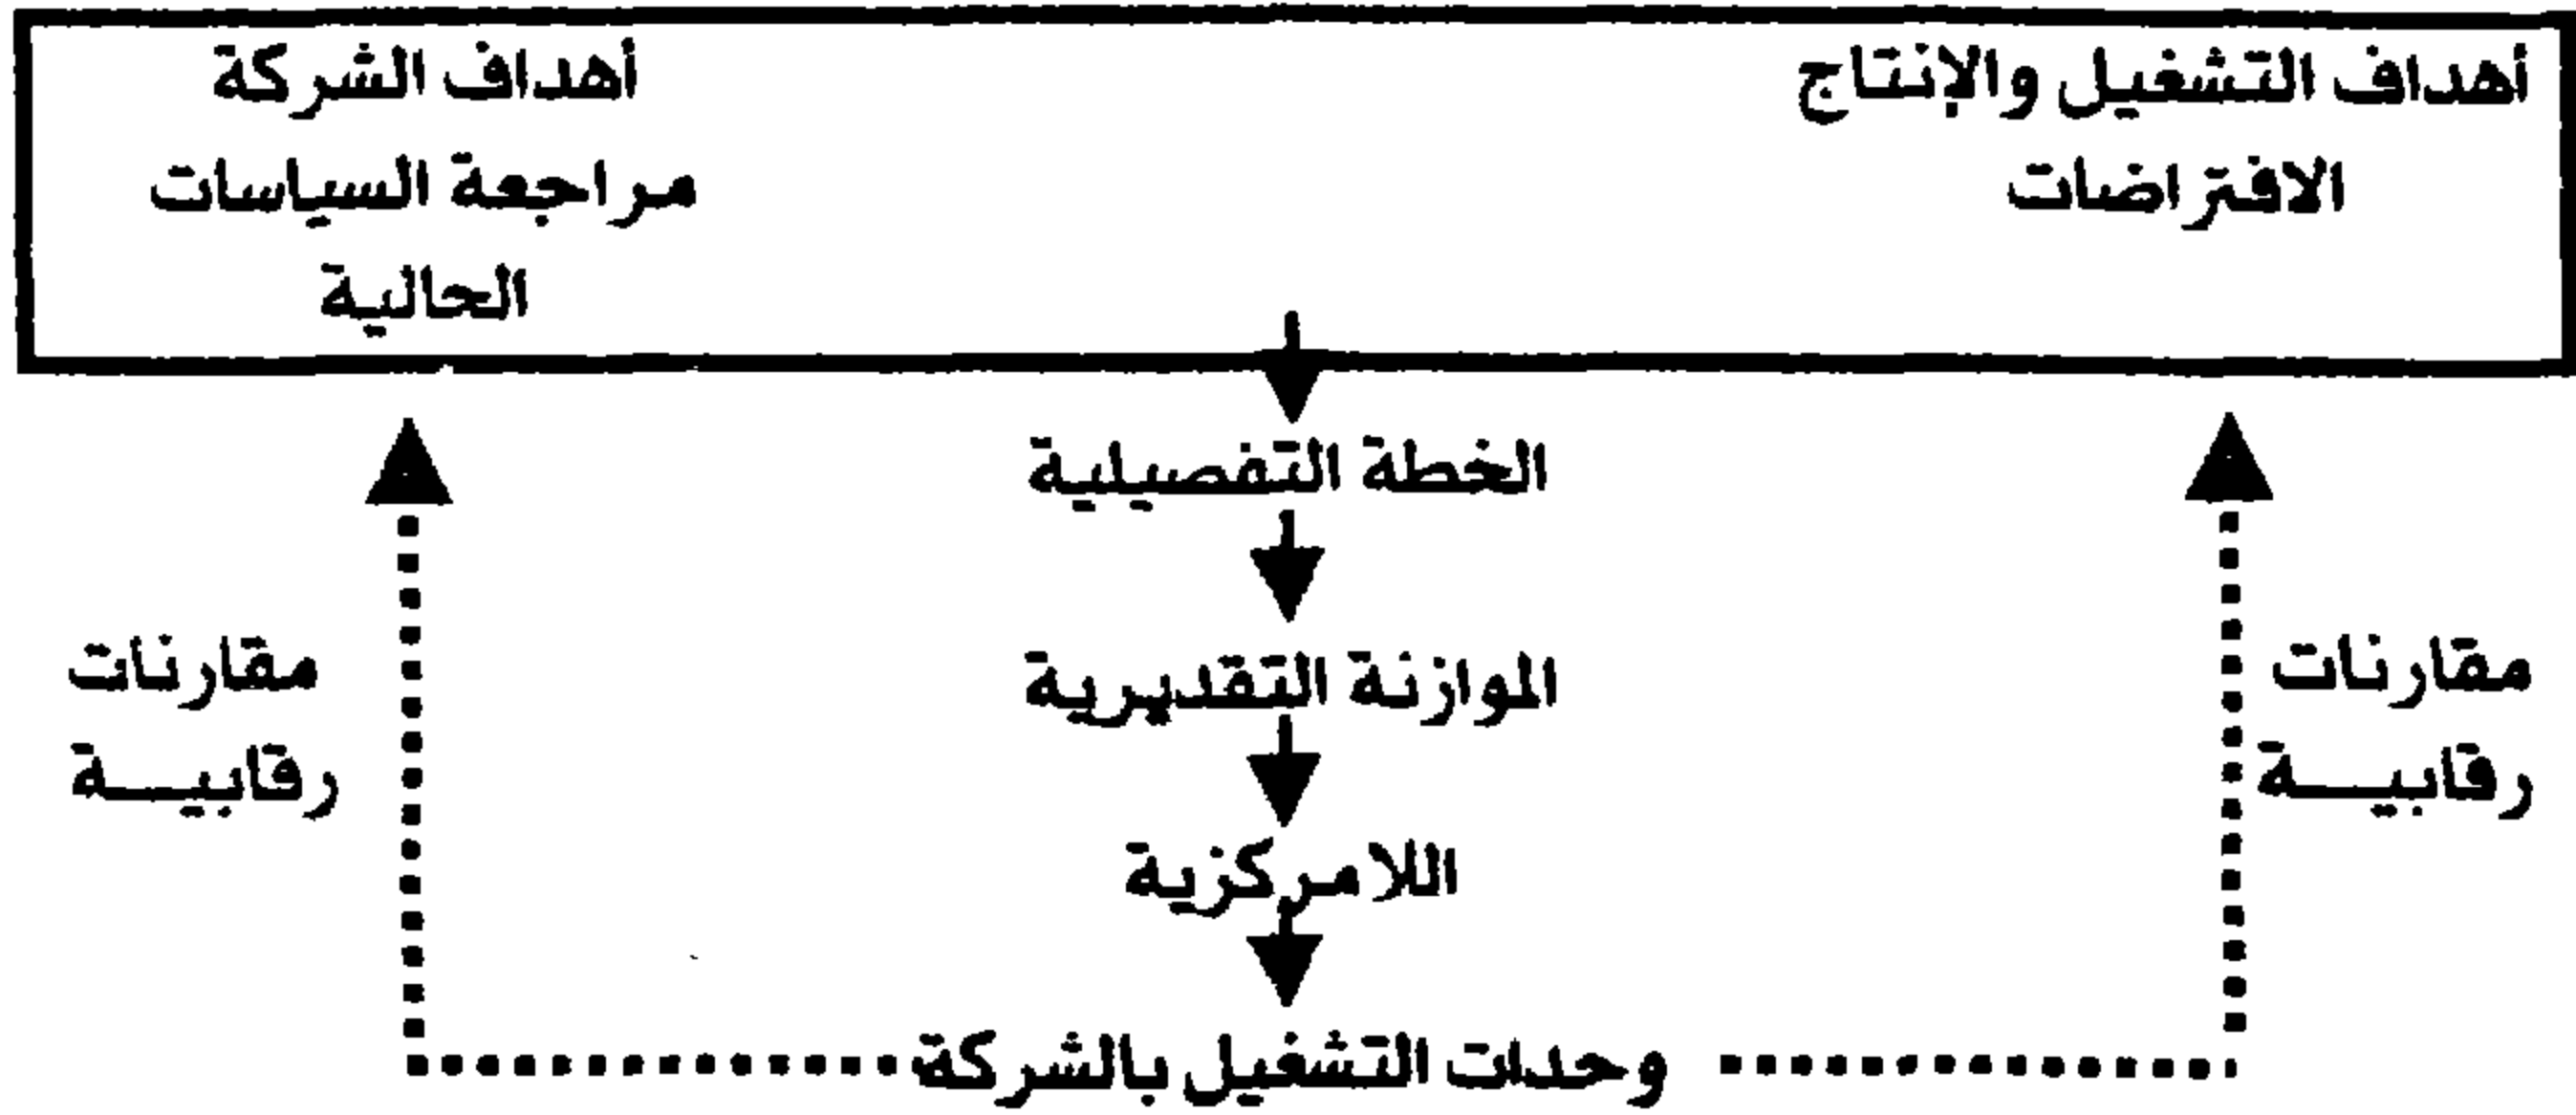 أهداف التشغيل والإنتاج
الافتراضات
أهداف الشركة
مراجعة السياسات
الحالية
الخطة التفصيلية
الموازنة التقديرية
اللامركزية
وحدات التشغيل بالشركة
مقارنات
رقابيـــة
مقارنات
رقابيـــة